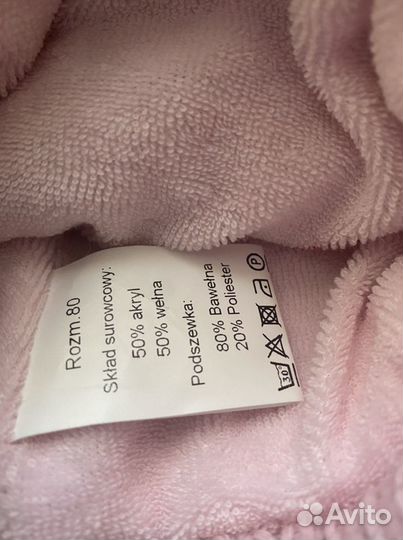 Rozm.80
Skład surowcowy:
50% akryl
50% wełna
Podszewka:
80% Bawełna
20% Poliester
30°
P
Avito